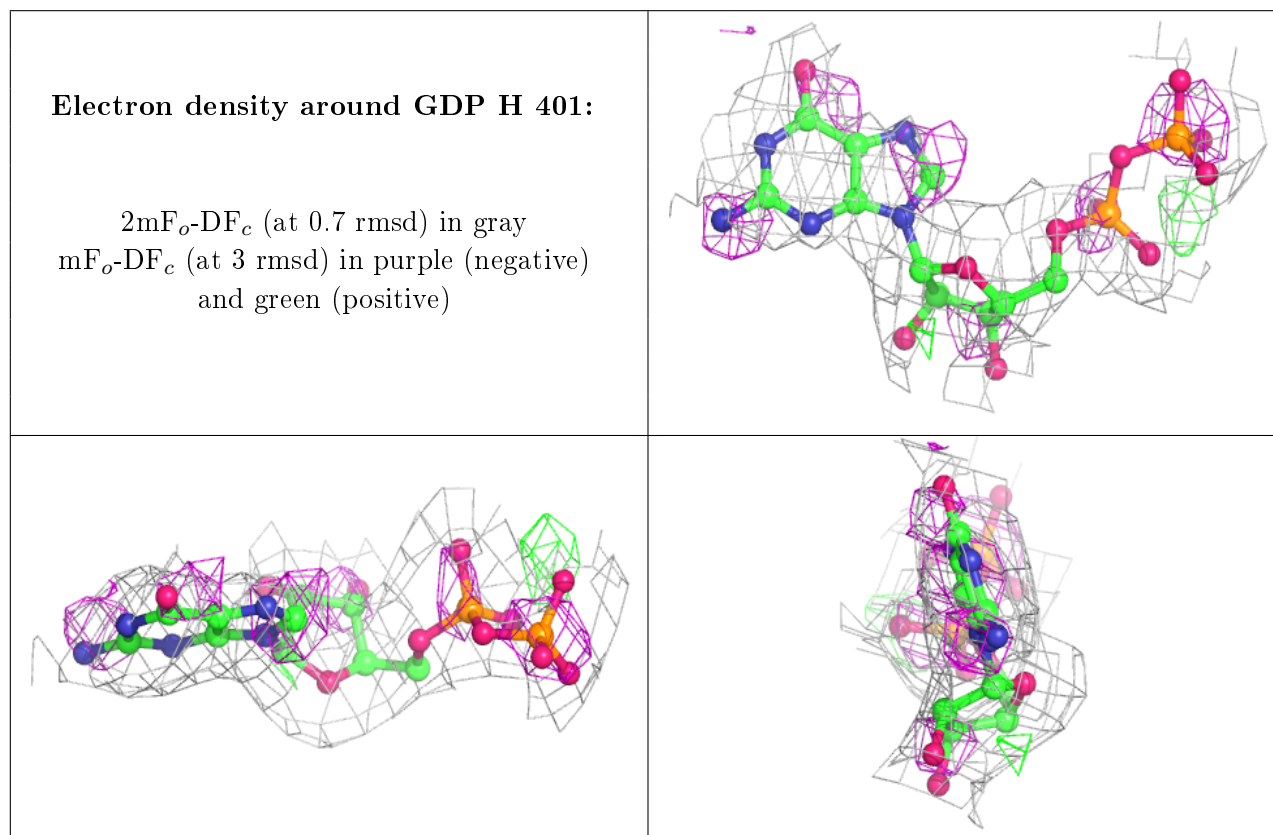 Electron density around GDP H 401:
2mFₒ-DF𝒸 (at 0.7 rmsd) in gray
mFₒ-DF𝒸 (at 3 rmsd) in purple (negative)
and green (positive)